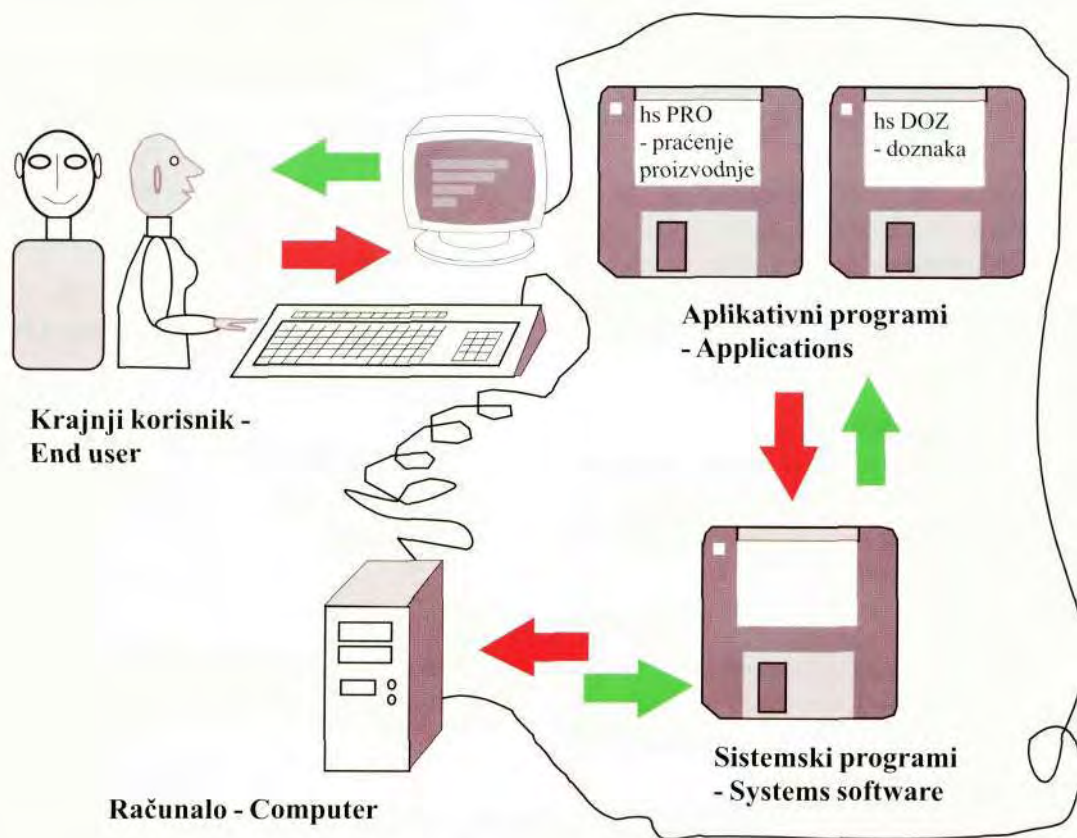 hs PRO
- praćenje
proizvodnje
hs DOZ
- doznaka
Aplikativni programi
- Applications
Krajnji korisnik -
End user
Sistemski programi
- Systems software
Računalo - Computer